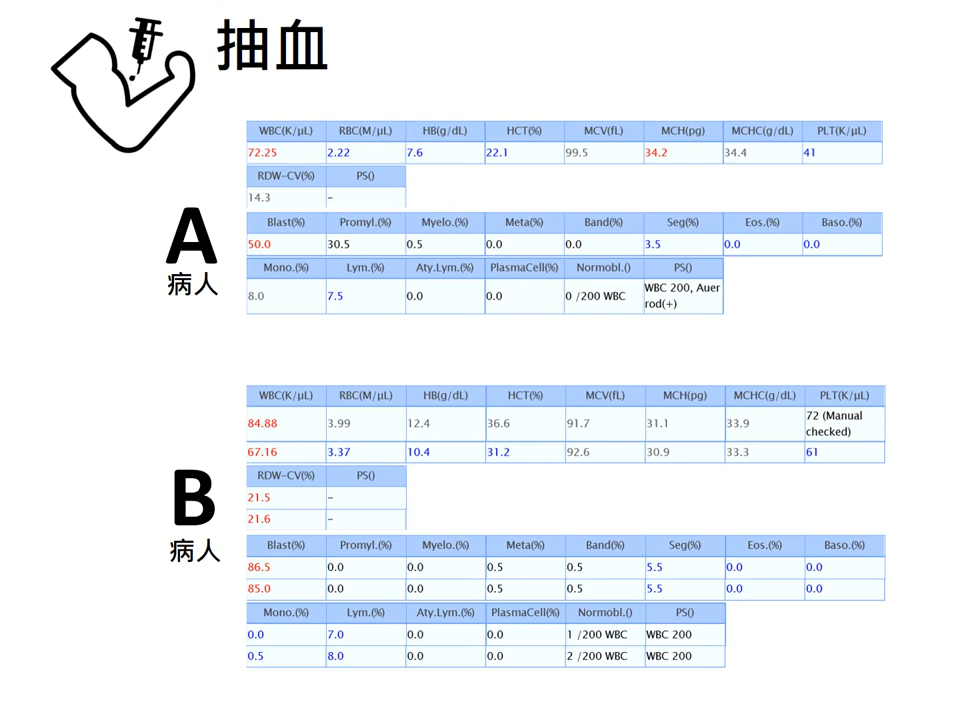 抽血
WBC(K/μL) RBC(M/μL) HB(g/dL) HCT(%) MCV(fL) MCH(pg) MCHC(g/dL) PLT(K/μL)
72.25 2.22 7.6 22.1 99.5 34.2 34.4 41
RDW-CV(%) PS()
14.3 -
A
病人
Blast(%) Promyl.(%) Myelo.(%) Meta(%) Band(%) Seg(%) Eos.(%) Baso.(%)
50.0 30.5 0.5 0.0 0.0 3.5 0.0 0.0
Mono.(%) Lym.(%) Aty.Lym.(%) PlasmaCell(%) Normobl.() PS()
8.0 7.5 0.0 0.0 0 /200 WBC WBC 200, Auer
rod(+)
WBC(K/μL) RBC(M/μL) HB(g/dL) HCT(%) MCV(fL) MCH(pg) MCHC(g/dL) PLT(K/μL)
84.88 3.99 12.4 36.6 91.7 31.1 33.9 72 (Manual
checked)
67.16 3.37 10.4 31.2 92.6 30.9 33.3 61
RDW-CV(%) PS()
21.5 -
21.6 -
B
病人
Blast(%) Promyl.(%) Myelo.(%) Meta(%) Band(%) Seg(%) Eos.(%) Baso.(%)
86.5 0.0 0.0 0.5 0.5 5.5 0.0 0.0
85.0 0.0 0.0 0.5 0.5 5.5 0.0 0.0
Mono.(%) Lym.(%) Aty.Lym.(%) PlasmaCell(%) Normobl.() PS()
0.0 7.0 0.0 0.0 1 /200 WBC WBC 200
0.5 8.0 0.0 0.0 2 /200 WBC WBC 200